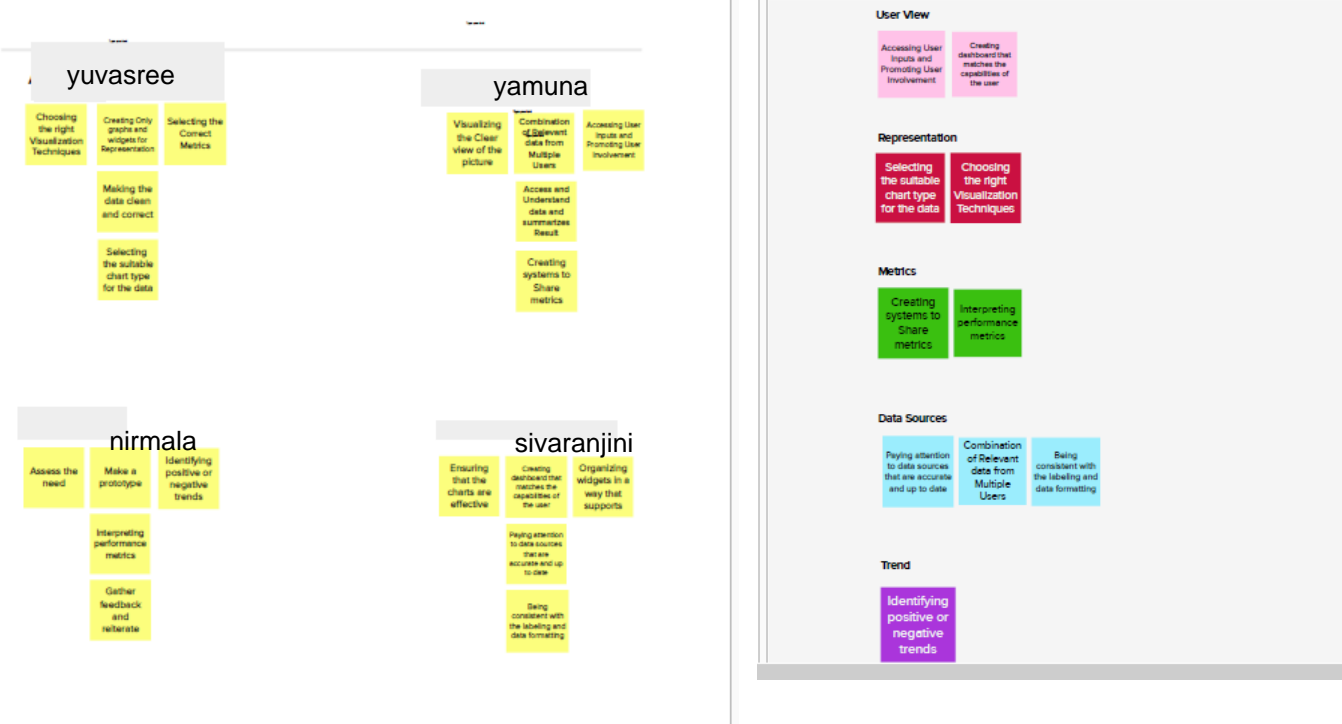 yuvasree
Choosing
the right
Visualization
Techniques
Creating Only
graphs and
widgets for
Representation
Selecting the
Correct
Metrics
Making the
data clean
and correct
Selecting
the suitable
chart type
for the data
yamuna
Visualizing
the Clear
view of the
picture
Combination
of Relevant
data from
Multiple
Users
Accessing User
Inputs and
Promoting User
Involvement
Access and
Understand
data and
summarizes
Result
Creating
systems to
Share
metrics
nirmala
Assess the
need
Make a
prototype
Identifying
positive or
negative
trends
Interpreting
performance
metrics
Gather
feedback
and
reiterate
sivaranjini
Ensuring
that the
charts are
effective
Creating
dashboard that
matches the
capabilities of
the user
Organizing
widgets in a
way that
supports
Paying attention
to data sources
that are
accurate and up
to date
Being
consistent with
the labeling and
data formatting
User View
Accessing User
Inputs and
Promoting User
Involvement
Creating
dashboard that
matches the
capabilities of
the user
Representation
Selecting
the suitable
chart type
for the data
Choosing
the right
Visualization
Techniques
Metrics
Creating
systems to
Share
metrics
Interpreting
performance
metrics
Data Sources
Paying attention
to data sources
that are accurate
and up to date
Combination
of Relevant
data from
Multiple
Users
Being
consistent with
the labeling and
data formatting
Trend
Identifying
positive or
negative
trends